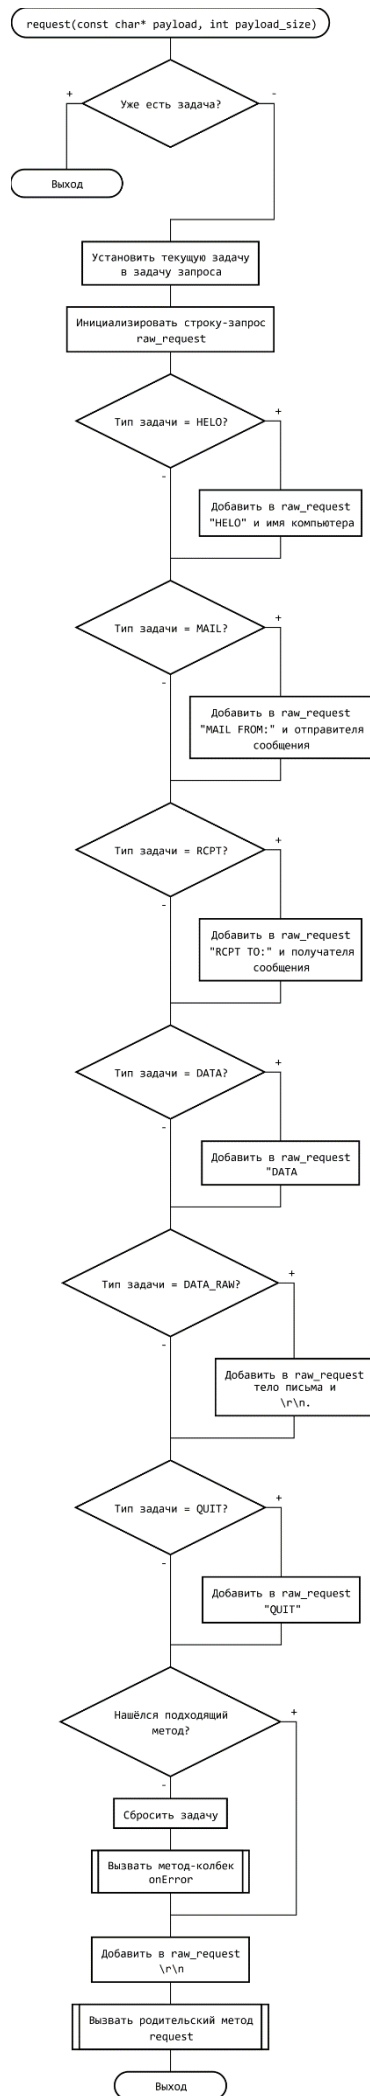 request(const char* payload, int payload_size)
+
-
Уже есть задача?
Выход
Установить текущую задачу
в задачу запроса
Инициализировать строку-запрос
raw_request
+
Тип задачи = HELO?
-
Добавить в raw_request
"HELO" и имя компьютера
+
Тип задачи = MAIL?
-
Добавить в raw_request
"MAIL FROM:" и отправителя
сообщения
+
Тип задачи = RCPT?
-
Добавить в raw_request
"RCPT TO:" и получателя
сообщения
+
Тип задачи = DATA?
-
Добавить в raw_request
"DATA
+
Тип задачи = DATA_RAW?
-
Добавить в raw_request
тело письма и
\r\n.
+
Тип задачи = QUIT?
-
Добавить в raw_request
"QUIT"
+
Нашёлся подходящий
метод?
-
Сбросить задачу
Вызвать метод-колбек
onError
Добавить в raw_request
\r\n
Вызвать родительский метод
request
Выход